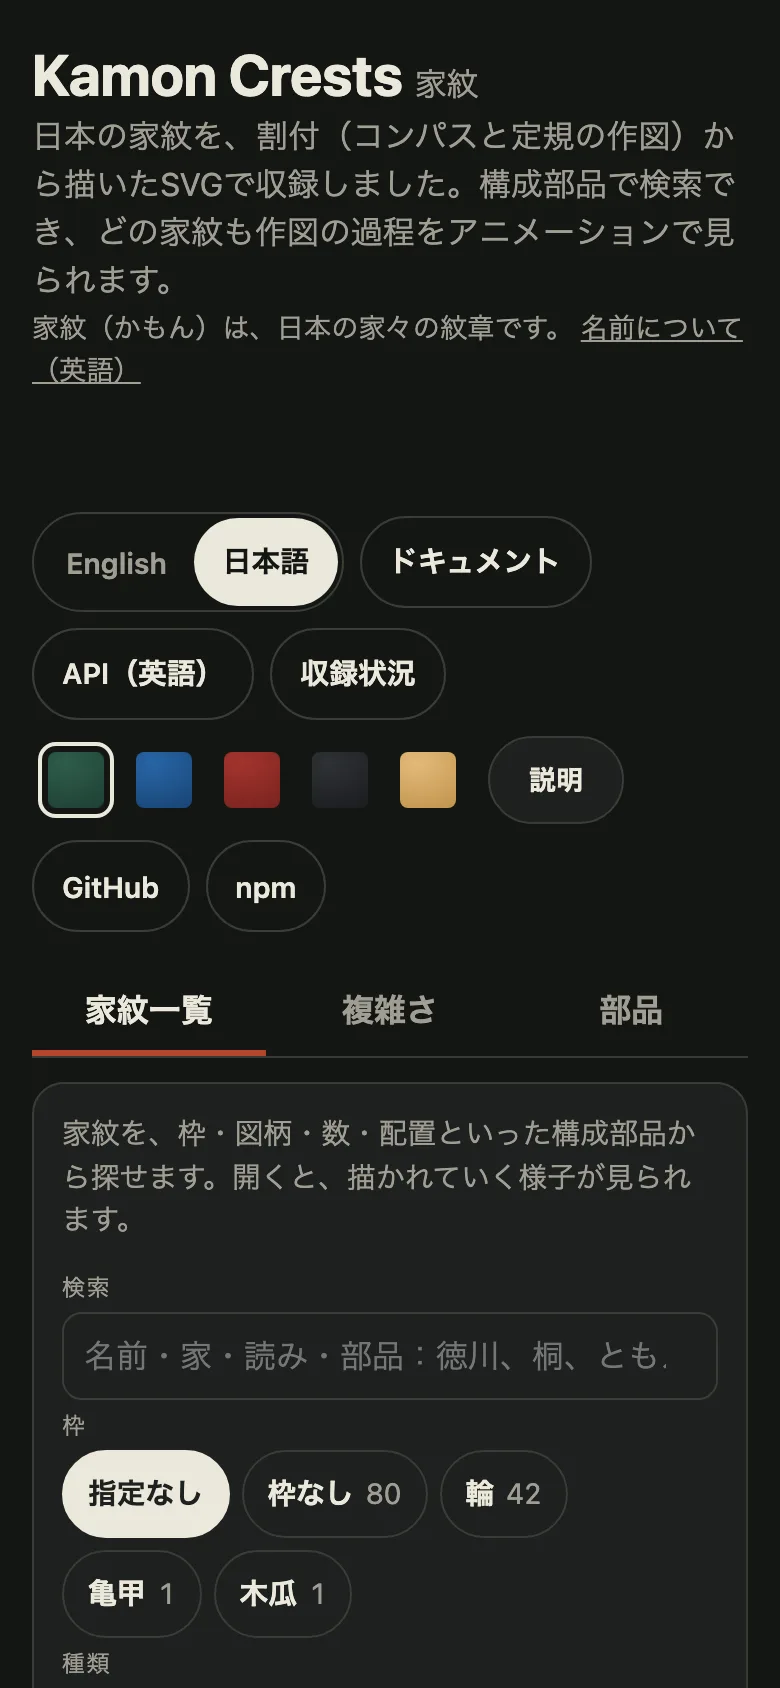 Kamon Crests 家紋
日本の家紋を、割付（コンパスと定規の作図）か
ら描いたSVGで収録しました。構成部品で検索で
き、どの家紋も作図の過程をアニメーションで見
られます。
家紋（かもん）は、日本の家々の紋章です。 名前について
（英語）
English 日本語 ドキュメント
API（英語） 収録状況
説明
GitHub npm
家紋一覧 複雑さ 部品
家紋を、枠・図柄・数・配置といった構成部品か
ら探せます。開くと、描かれていく様子が見られ
ます。
検索
名前・家・読み・部品：徳川、桐、とも
枠
指定なし 枠なし 80 輪 42
亀甲 1 木瓜 1
種類